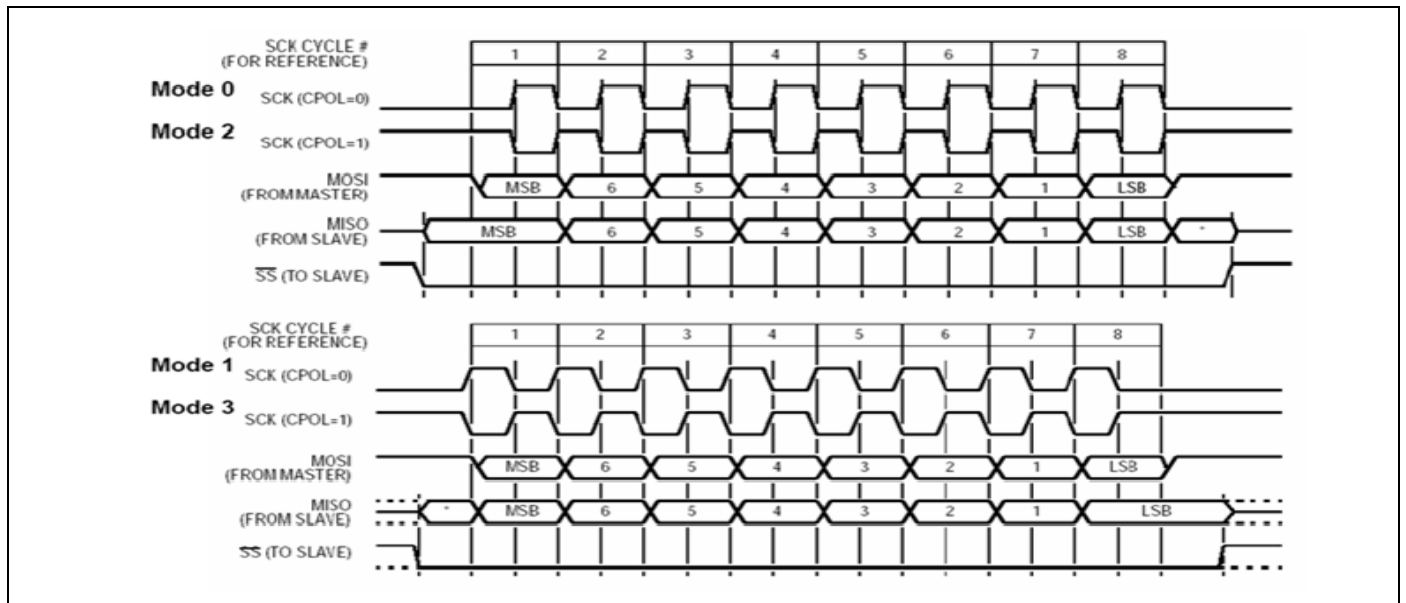 SCK CYCLE #
(FOR REFERENCE)
1 2 3 4 5 6 7 8
Mode 0
SCK (CPOL=0)
Mode 2
SCK (CPOL=1)
MOSI
(FROM MASTER)
MSB 6 5 4 3 2 1 LSB
MISO
(FROM SLAVE)
MSB 6 5 4 3 2 1 LSB *
SS (TO SLAVE)
SCK CYCLE #
(FOR REFERENCE)
1 2 3 4 5 6 7 8
Mode 1
SCK (CPOL=0)
Mode 3
SCK (CPOL=1)
MOSI
(FROM MASTER)
MSB 6 5 4 3 2 1 LSB
MISO
(FROM SLAVE)
* MSB 6 5 4 3 2 1 LSB
SS (TO SLAVE)